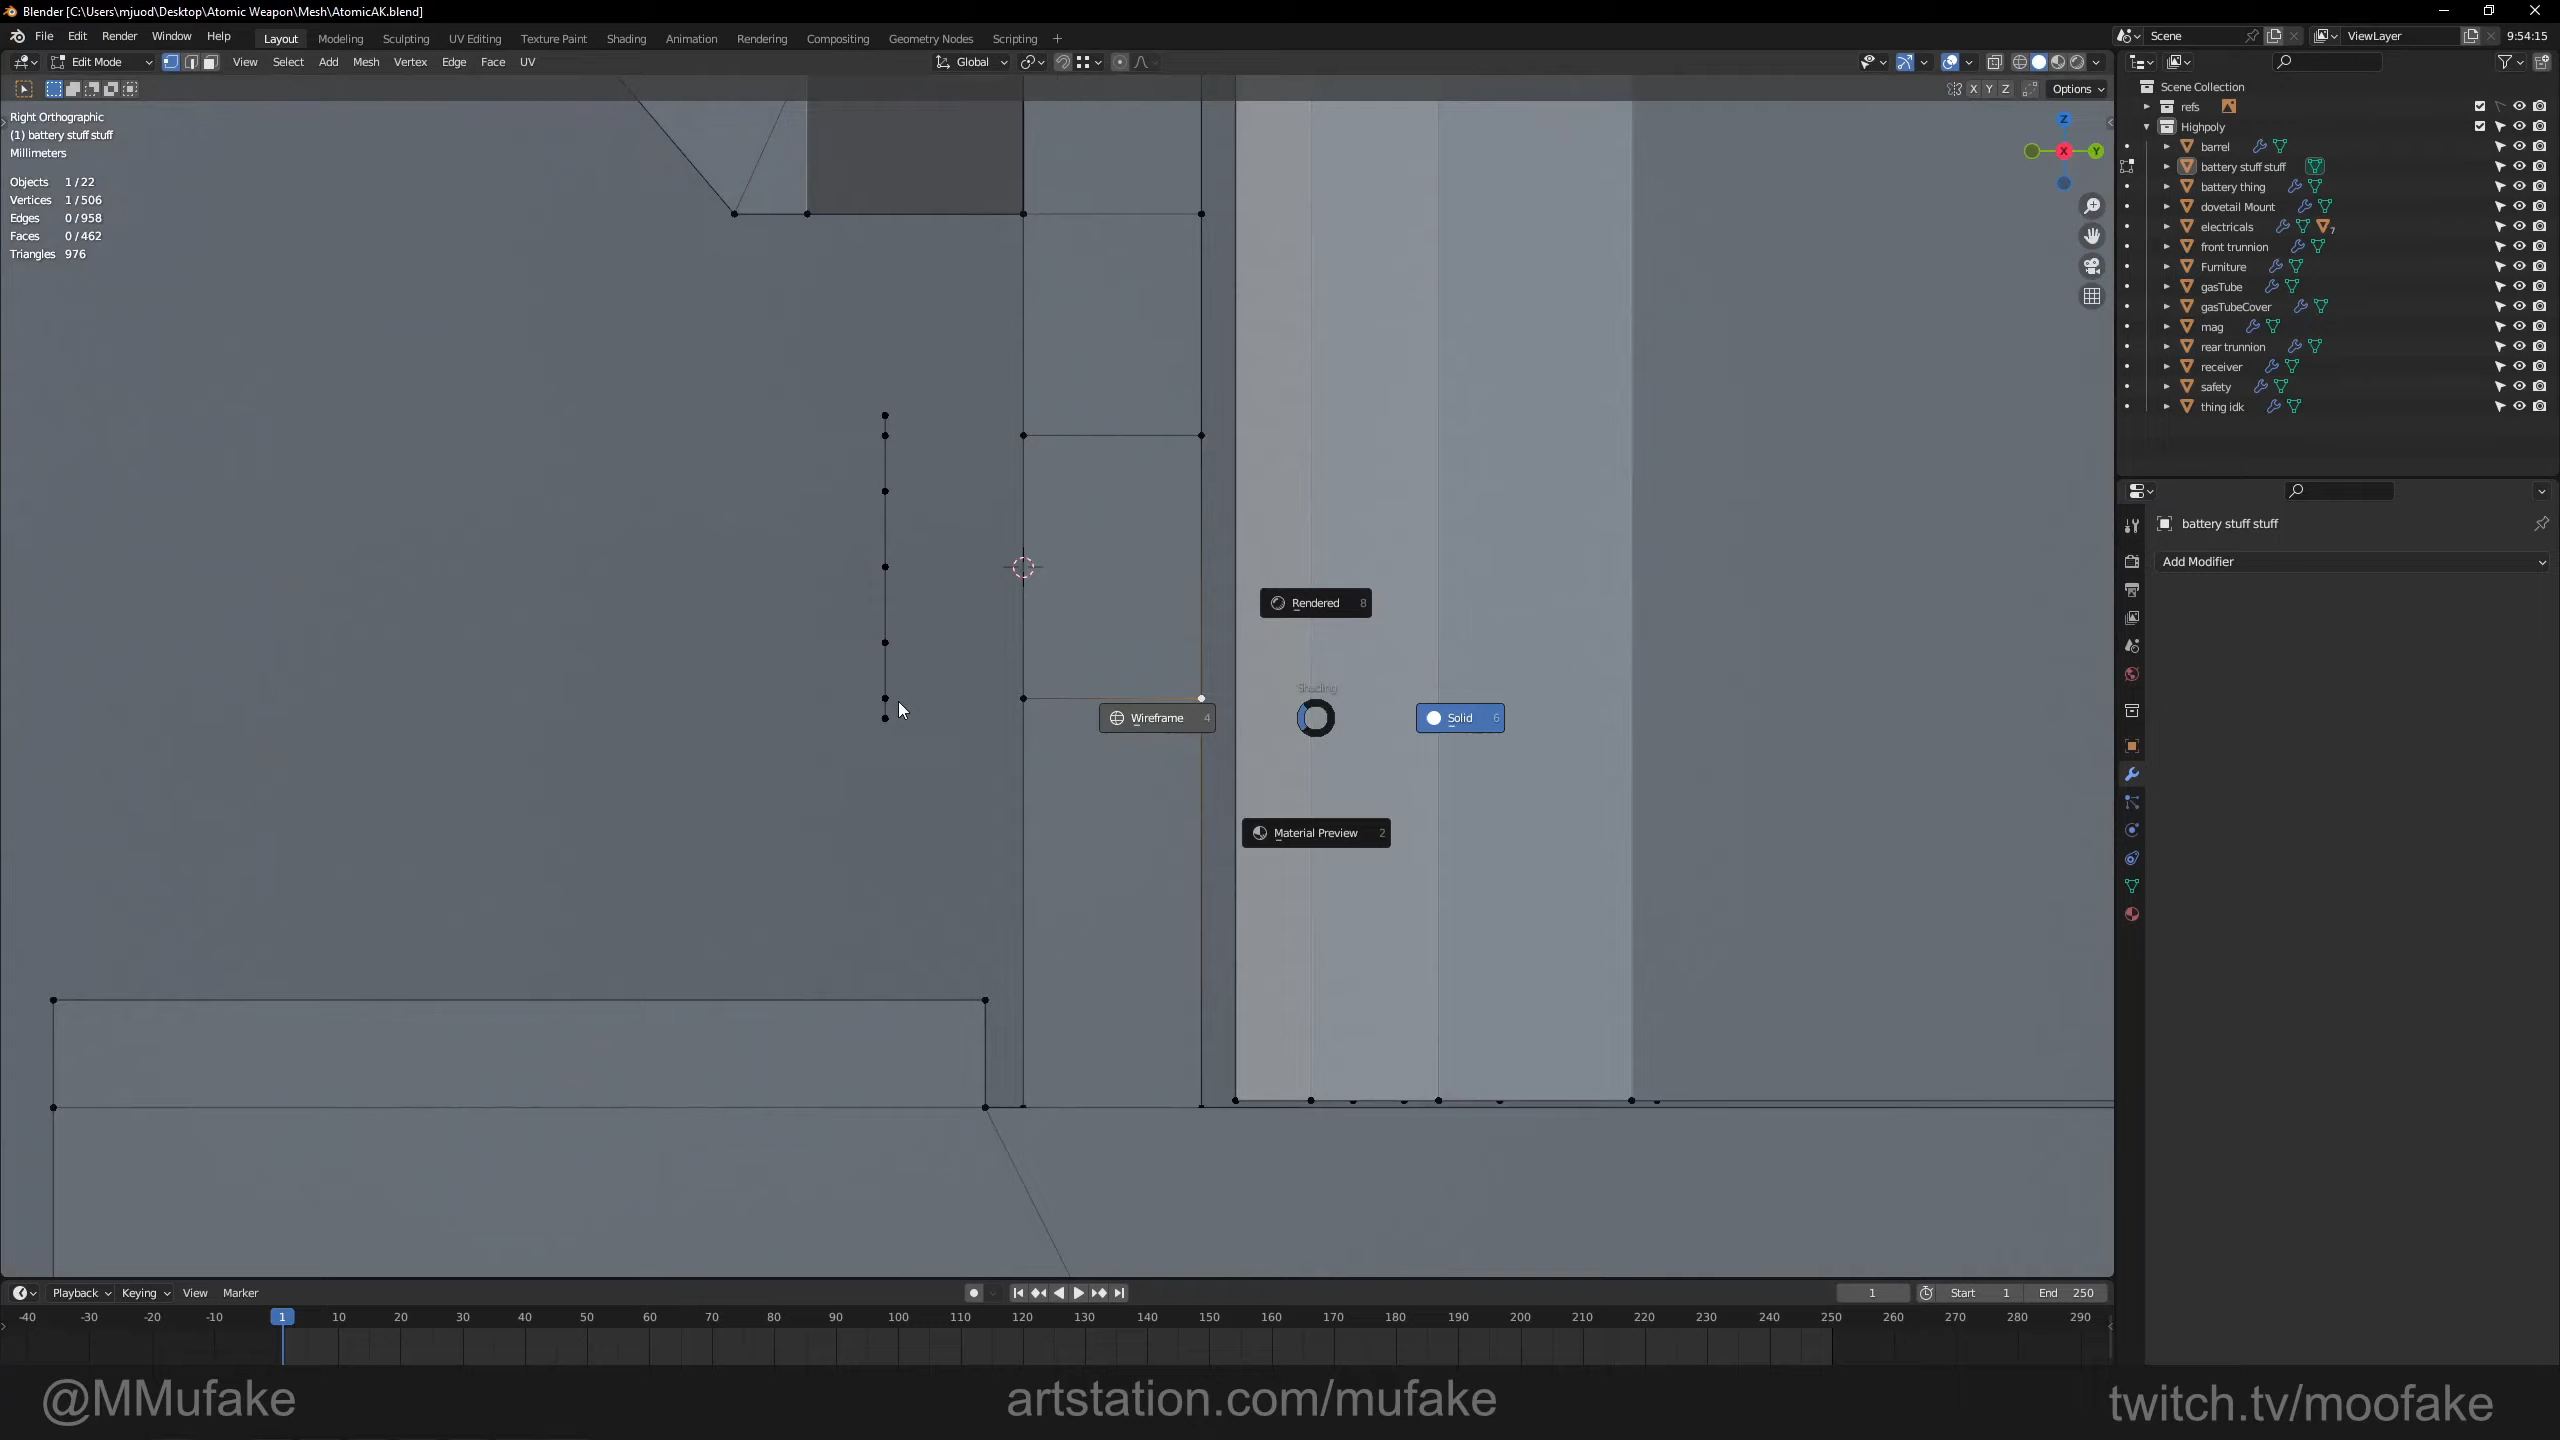 Blender [C:\Users\mjuod\Desktop\Atomic Weapon\Mesh\AtomicAK.blend]
File Edit Render Window Help
Layout Modeling Sculpting UV Editing Texture Paint Shading Animation Rendering Compositing Geometry Nodes Scripting +
Scene
ViewLayer
9:54:15
Edit Mode View Select Add Mesh Vertex Edge Face UV
Global
X Y Z Options
Right Orthographic
(1) battery stuff stuff
Millimeters
Objects 1 / 22
Vertices 1 / 506
Edges 0 / 958
Faces 0 / 462
Triangles 976
Z
X
Y
Scene Collection
refs
Highpoly
barrel
battery stuff stuff
battery thing
dovetail Mount
electricals 7
front trunnion
Furniture
gasTube
gasTubeCover
mag
rear trunnion
receiver
safety
thing idk
battery stuff stuff
Add Modifier
Rendered 8
Shading
Wireframe 4
Solid 6
Material Preview 2
Playback Keying View Marker
1 Start 1 End 250
-40 -30 -20 -10 1 10 20 30 40 50 60 70 80 90 100 110 120 130 140 150 160 170 180 190 200 210 220 230 240 250 260 270 280 290
@MMufake
artstation.com/mufake
twitch.tv/moofake